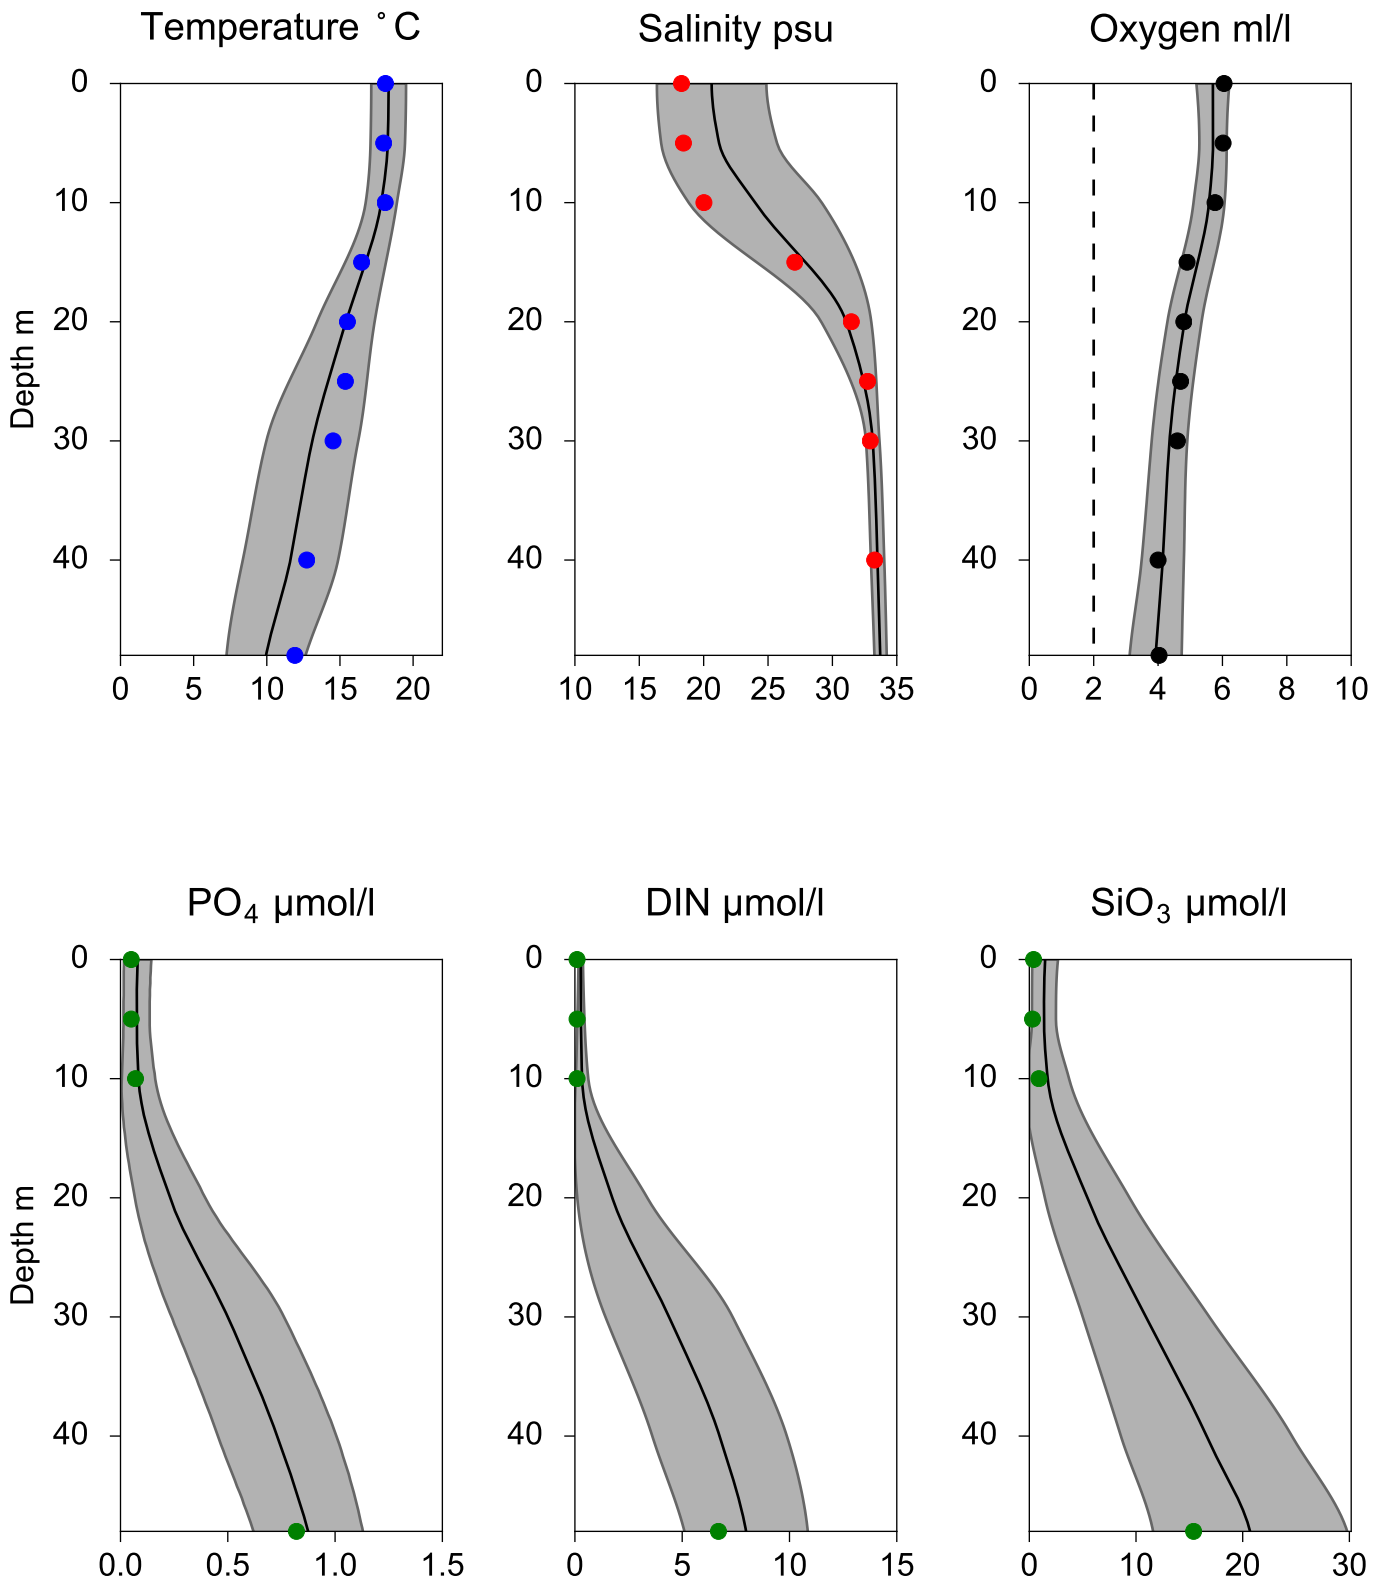 Temperature °C
Salinity psu
Oxygen ml/l
0
10
20
30
40
Depth m
0 5 10 15 20
0
10
20
30
40
10 15 20 25 30 35
0
10
20
30
40
0 2 4 6 8 10
PO₄ µmol/l
DIN µmol/l
SiO₃ µmol/l
0
10
20
30
40
Depth m
0.0 0.5 1.0 1.5
0
10
20
30
40
0 5 10 15
0
10
20
30
40
0 10 20 30